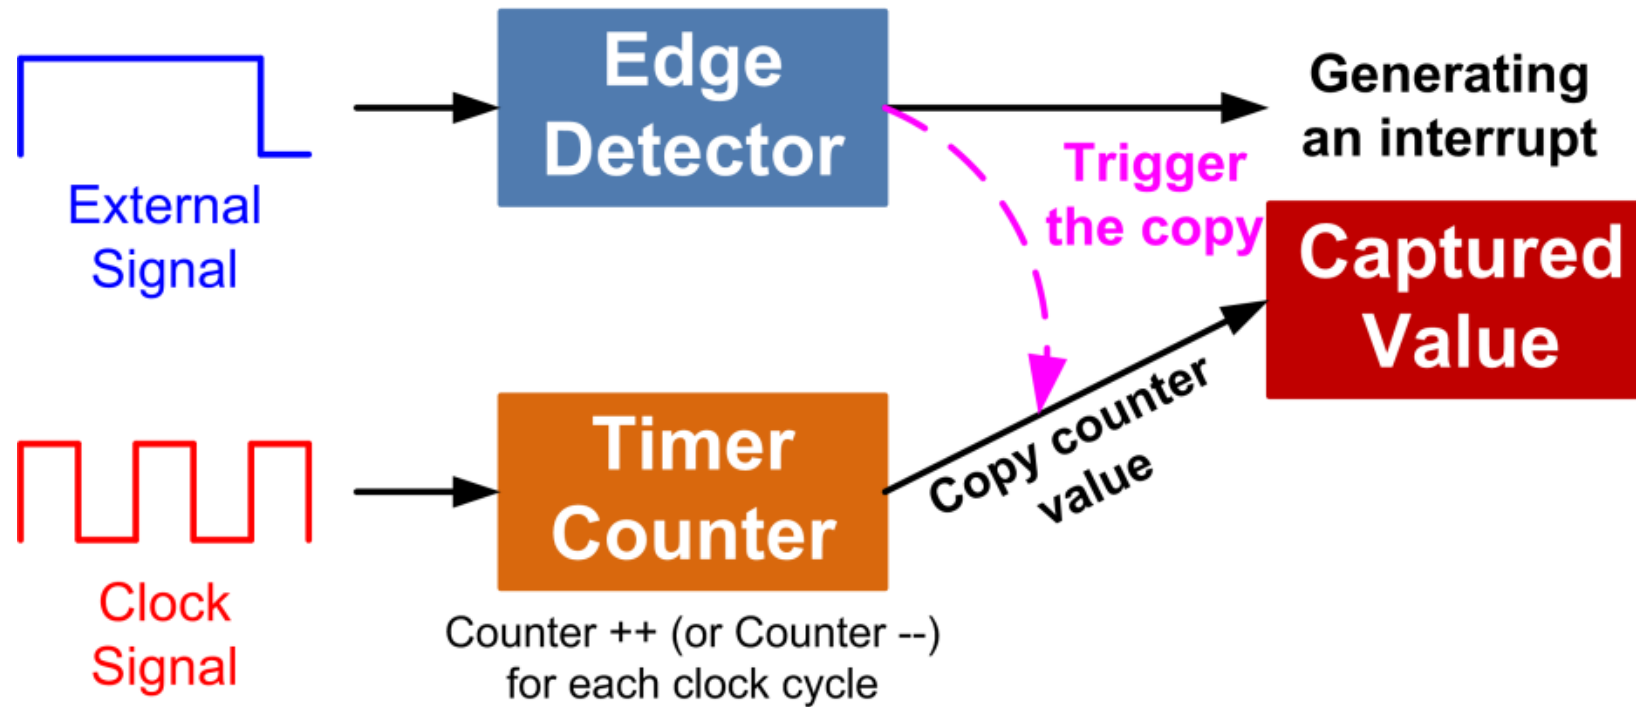 Edge
Detector
Generating
an interrupt
Trigger
the copy
External
Signal
Captured
Value
Copy counter
value
Timer
Counter
Clock
Signal
Counter ++ (or Counter --)
for each clock cycle